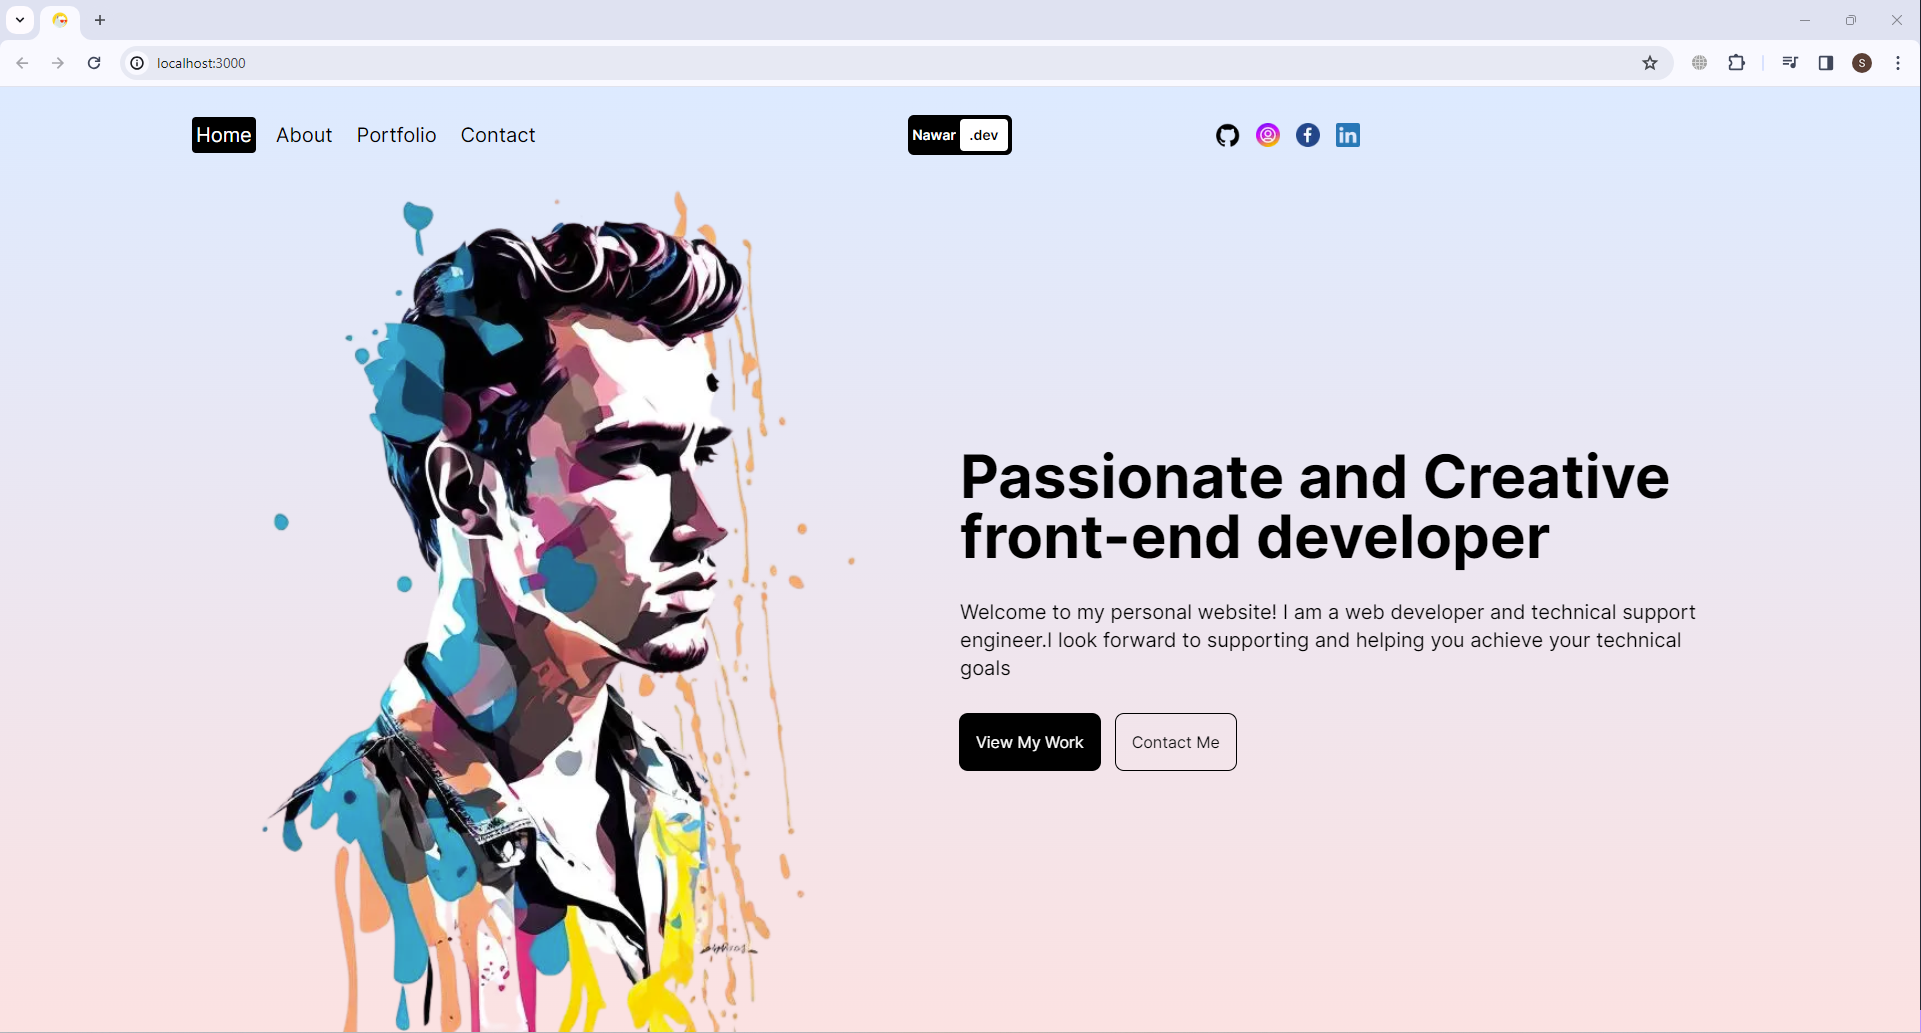 localhost:3000
S
Home About Portfolio Contact
Nawar .dev
in
Passionate and Creative
front-end developer
Welcome to my personal website! I am a web developer and technical support
engineer.I look forward to supporting and helping you achieve your technical
goals
View My Work
Contact Me